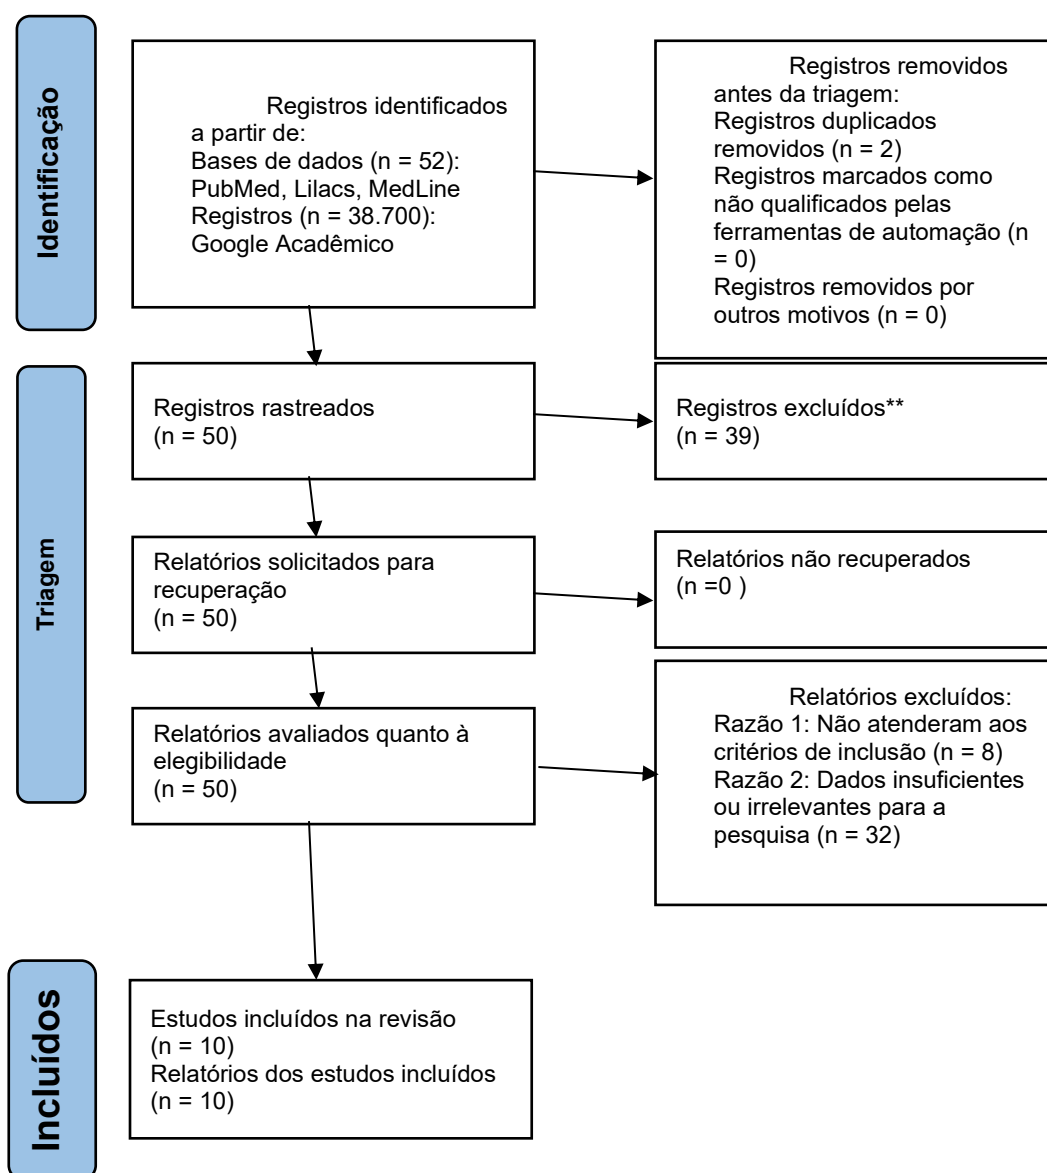 Identificação
Registros identificados
a partir de:
Bases de dados (n = 52):
PubMed, Lilacs, MedLine
Registros (n = 38.700):
Google Acadêmico
Registros removidos
antes da triagem:
Registros duplicados
removidos (n = 2)
Registros marcados como
não qualificados pelas
ferramentas de automação (n
= 0)
Registros removidos por
outros motivos (n = 0)
Triagem
Registros rastreados
(n = 50)
Registros excluídos**
(n = 39)
Relatórios solicitados para
recuperação
(n = 50)
Relatórios não recuperados
(n =0 )
Relatórios avaliados quanto à
elegibilidade
(n = 50)
Relatórios excluídos:
Razão 1: Não atenderam aos
critérios de inclusão (n = 8)
Razão 2: Dados insuficientes
ou irrelevantes para a
pesquisa (n = 32)
Incluídos
Estudos incluídos na revisão
(n = 10)
Relatórios dos estudos incluídos
(n = 10)